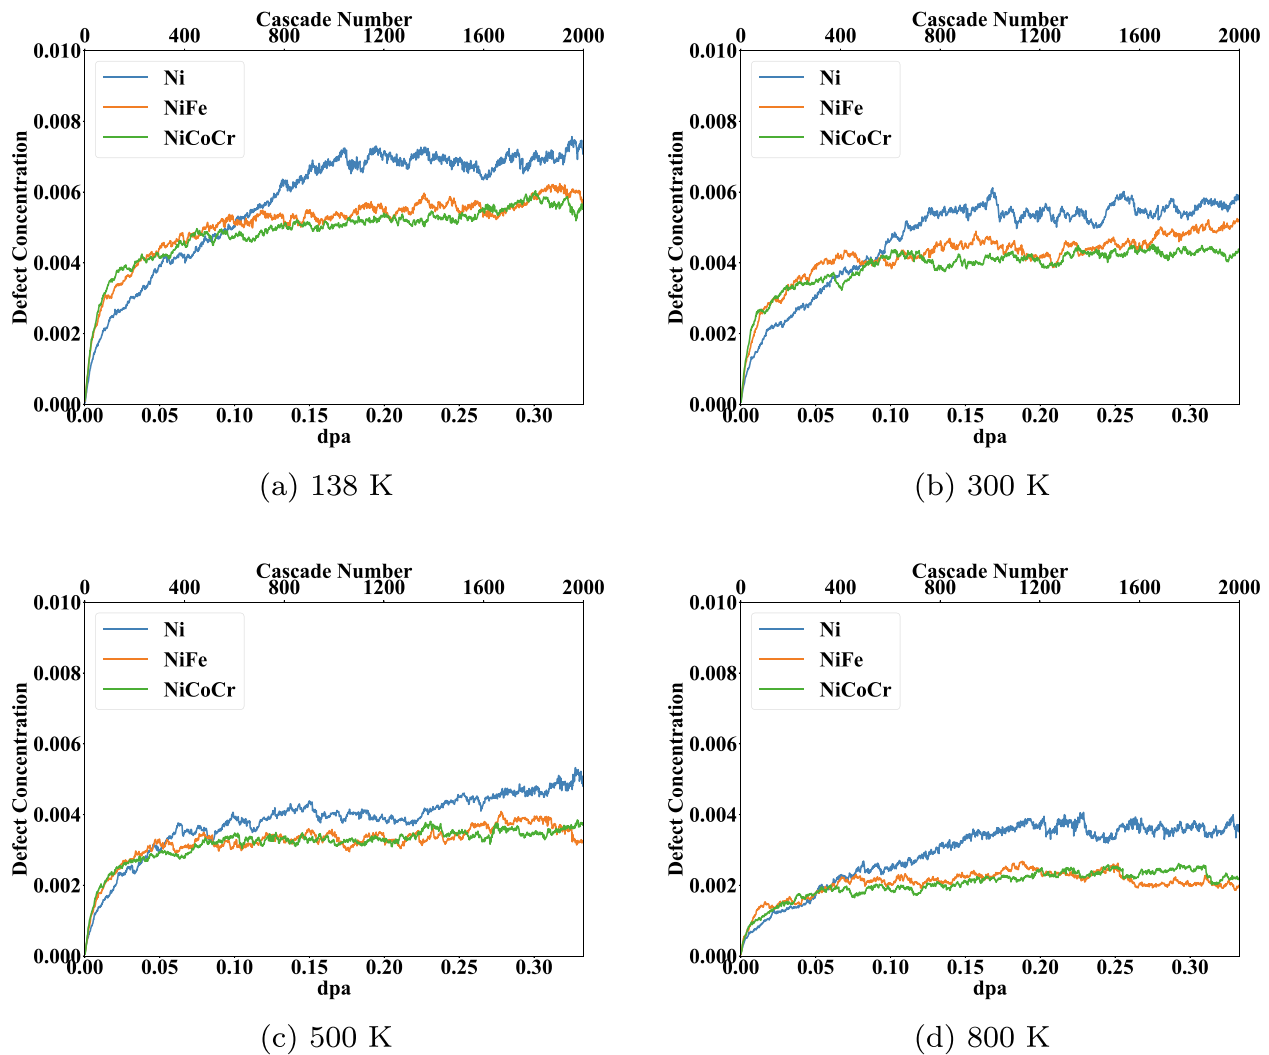 Cascade Number
0 400 800 1200 1600 2000
0.010
0.008
0.006
0.004
0.002
0.000
Defect Concentration
Ni
NiFe
NiCoCr
0.00 0.05 0.10 0.15 0.20 0.25 0.30
dpa
(a) 138 K
Cascade Number
0 400 800 1200 1600 2000
0.010
0.008
0.006
0.004
0.002
0.000
Defect Concentration
Ni
NiFe
NiCoCr
0.00 0.05 0.10 0.15 0.20 0.25 0.30
dpa
(b) 300 K
Cascade Number
0 400 800 1200 1600 2000
0.010
0.008
0.006
0.004
0.002
0.000
Defect Concentration
Ni
NiFe
NiCoCr
0.00 0.05 0.10 0.15 0.20 0.25 0.30
dpa
(c) 500 K
Cascade Number
0 400 800 1200 1600 2000
0.010
0.008
0.006
0.004
0.002
0.000
Defect Concentration
Ni
NiFe
NiCoCr
0.00 0.05 0.10 0.15 0.20 0.25 0.30
dpa
(d) 800 K